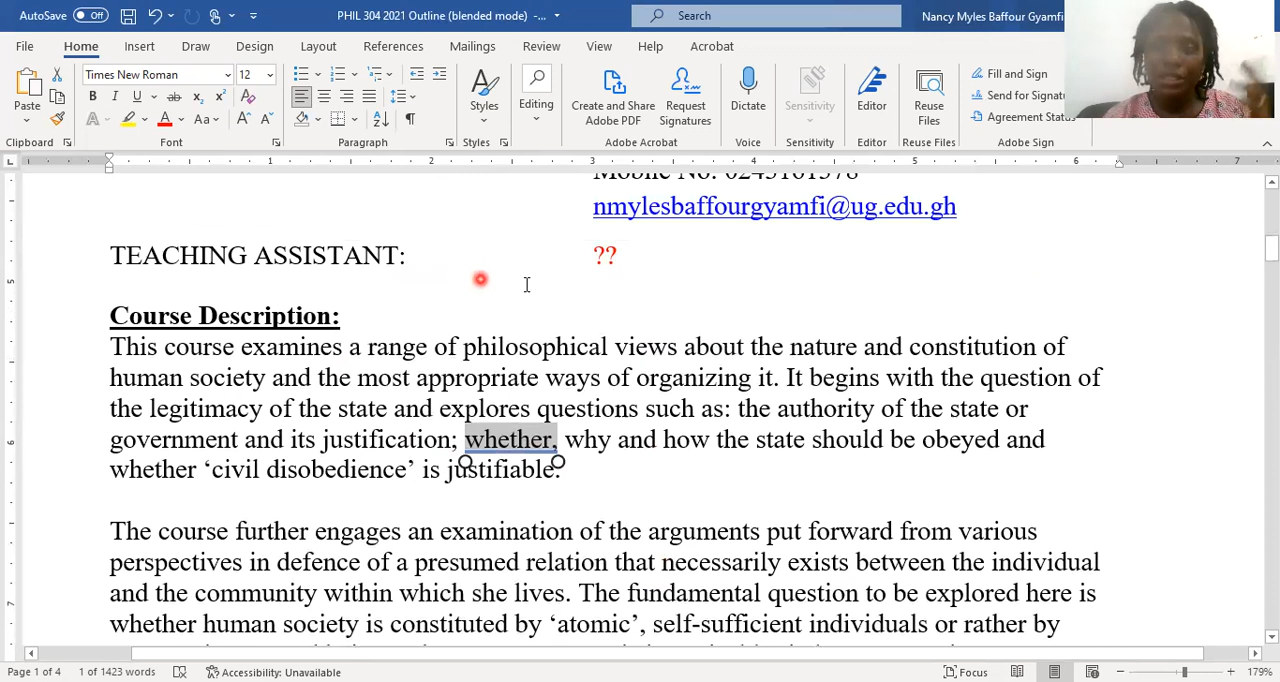 AutoSave Off PHIL 304 2021 Outline (blended mode) -... Search Nancy Myles Baffour Gyamfi
File Home Insert Draw Design Layout References Mailings Review View Help Acrobat
Times New Roman 12
Paste Styles Editing Create and Share Adobe PDF Request Signatures Dictate Sensitivity Editor Reuse Files Fill and Sign
Send for Signatu
Agreement Status
Clipboard Font Paragraph Styles Adobe Acrobat Voice Sensitivity Editor Reuse Files Adobe Sign
1 2 3 4 5 6 7
nmylesbaffourgyamfi@ug.edu.gh
TEACHING ASSISTANT: ??
Course Description:
This course examines a range of philosophical views about the nature and constitution of
human society and the most appropriate ways of organizing it. It begins with the question of
the legitimacy of the state and explores questions such as: the authority of the state or
government and its justification; whether, why and how the state should be obeyed and
whether ‘civil disobedience’ is justifiable.
The course further engages an examination of the arguments put forward from various
perspectives in defence of a presumed relation that necessarily exists between the individual
and the community within which she lives. The fundamental question to be explored here is
whether human society is constituted by ‘atomic’, self-sufficient individuals or rather by
Page 1 of 4 1 of 1423 words Accessibility: Unavailable Focus 179%